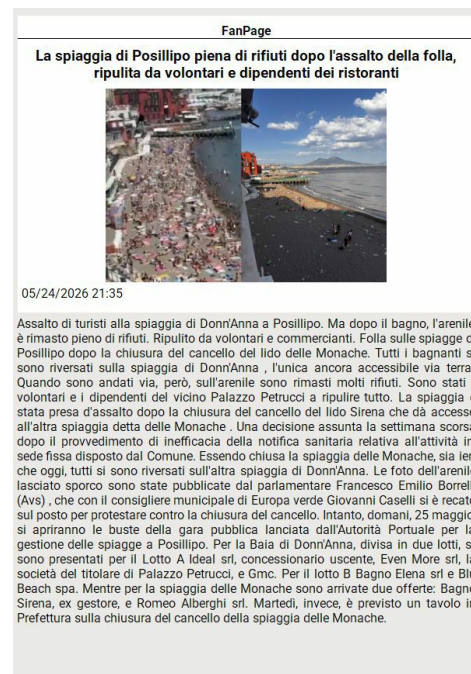 FanPage
La spiaggia di Posillipo piena di rifiuti dopo l'assalto della folla,
ripulita da volontari e dipendenti dei ristoranti
05/24/2026 21:35
Assalto di turisti alla spiaggia di Donn'Anna a Posillipo. Ma dopo il bagno, l'arenile
è rimasto pieno di rifiuti. Ripulito da volontari e commercianti. Folla sulle spiagge
Posillipo dopo la chiusura del cancello del lido delle Monache. Tutti i bagnanti
sono riversati sulla spiaggia di Donn'Anna , l'unica ancora accessibile via terra.
Quando sono andati via, però, sull'arenile sono rimasti molti rifiuti. Sono stati
volontari e i dipendenti del vicino Palazzo Petrucci a ripulire tutto. La spiaggia
stata presa d'assalto dopo la chiusura del cancello del lido Sirena che dà accesso
all'altra spiaggia detta delle Monache . Una decisione assunta la settimana scorsa
dopo il provvedimento di inefficacia della notifica sanitaria relativa all'attività in
sede fissa disposto dal Comune. Essendo chiusa la spiaggia delle Monache, sia ieri
che oggi, tutti si sono riversati sull'altra spiaggia di Donn'Anna. Le foto dell'arenile
lasciato sporco sono state pubblicate dal parlamentare Francesco Emilio Borrelli
(Avs) , che con il consigliere municipale di Europa verde Giovanni Caselli si è recato
sul posto per protestare contro la chiusura del cancello. Intanto, domani, 25 maggio
si apriranno le buste della gara pubblica lanciata dall'Autorità Portuale per la
gestione delle spiagge a Posillipo. Per la Baia di Donn'Anna, divisa in due lotti,
sono presentati per il Lotto A Ideal srl, concessionario uscente, Even More srl, la
società del titolare di Palazzo Petrucci, e Gmc. Per il lotto B Bagno Elena srl e Blu
Beach spa. Mentre per la spiaggia delle Monache sono arrivate due offerte: Bagno
Sirena, ex gestore, e Romeo Alberghi srl. Martedì, invece, è previsto un tavolo in
Prefettura sulla chiusura del cancello della spiaggia delle Monache.